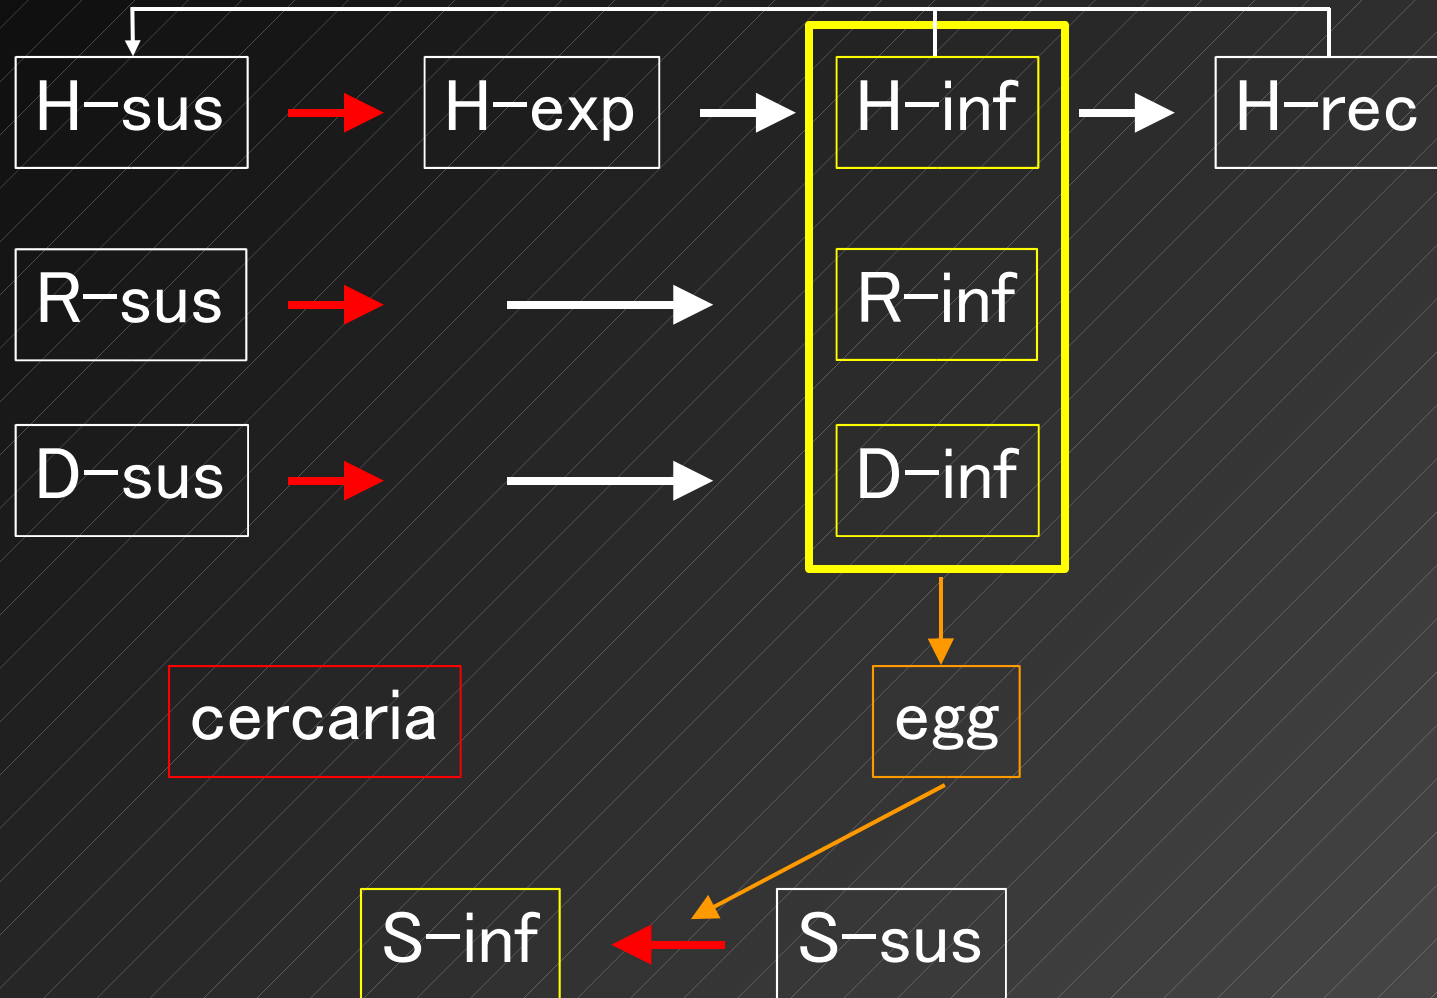 H-sus
H-exp
H-inf
H-rec
R-sus
R-inf
D-sus
D-inf
cercaria
egg
S-inf
S-sus